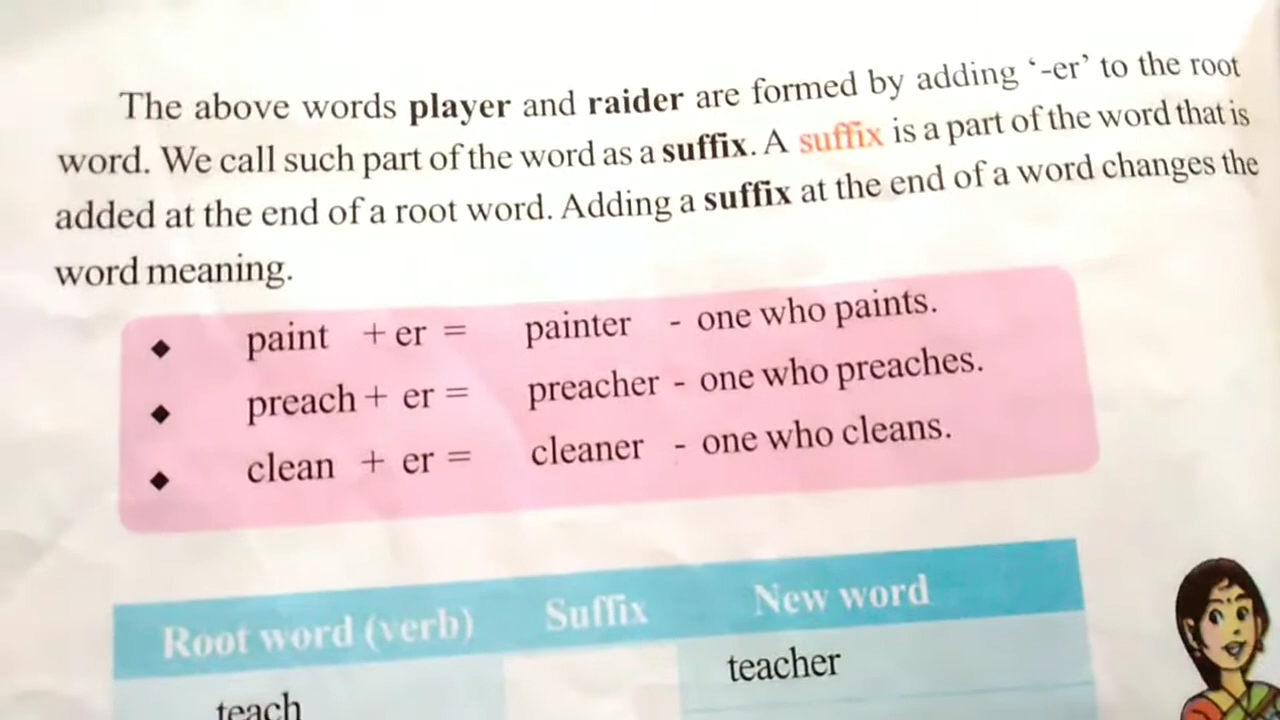 The above words player and raider are formed by adding ‘-er’ to the root
word. We call such part of the word as a suffix. A suffix is a part of the word that is
added at the end of a root word. Adding a suffix at the end of a word changes the
word meaning.
◆ paint + er = painter - one who paints.
◆ preach + er = preacher - one who preaches.
◆ clean + er = cleaner - one who cleans.
Root word (verb) Suffix New word
teach teacher